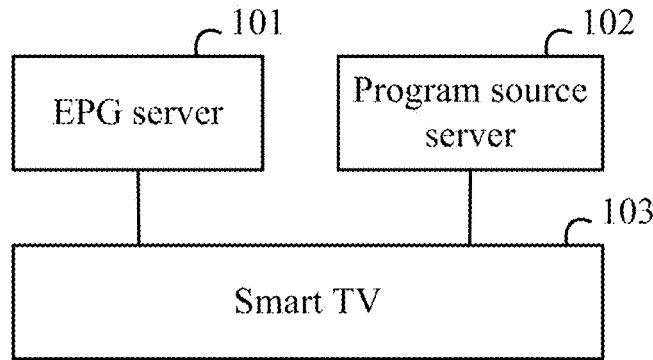 101
102
EPG server
Program source
server
103
Smart TV